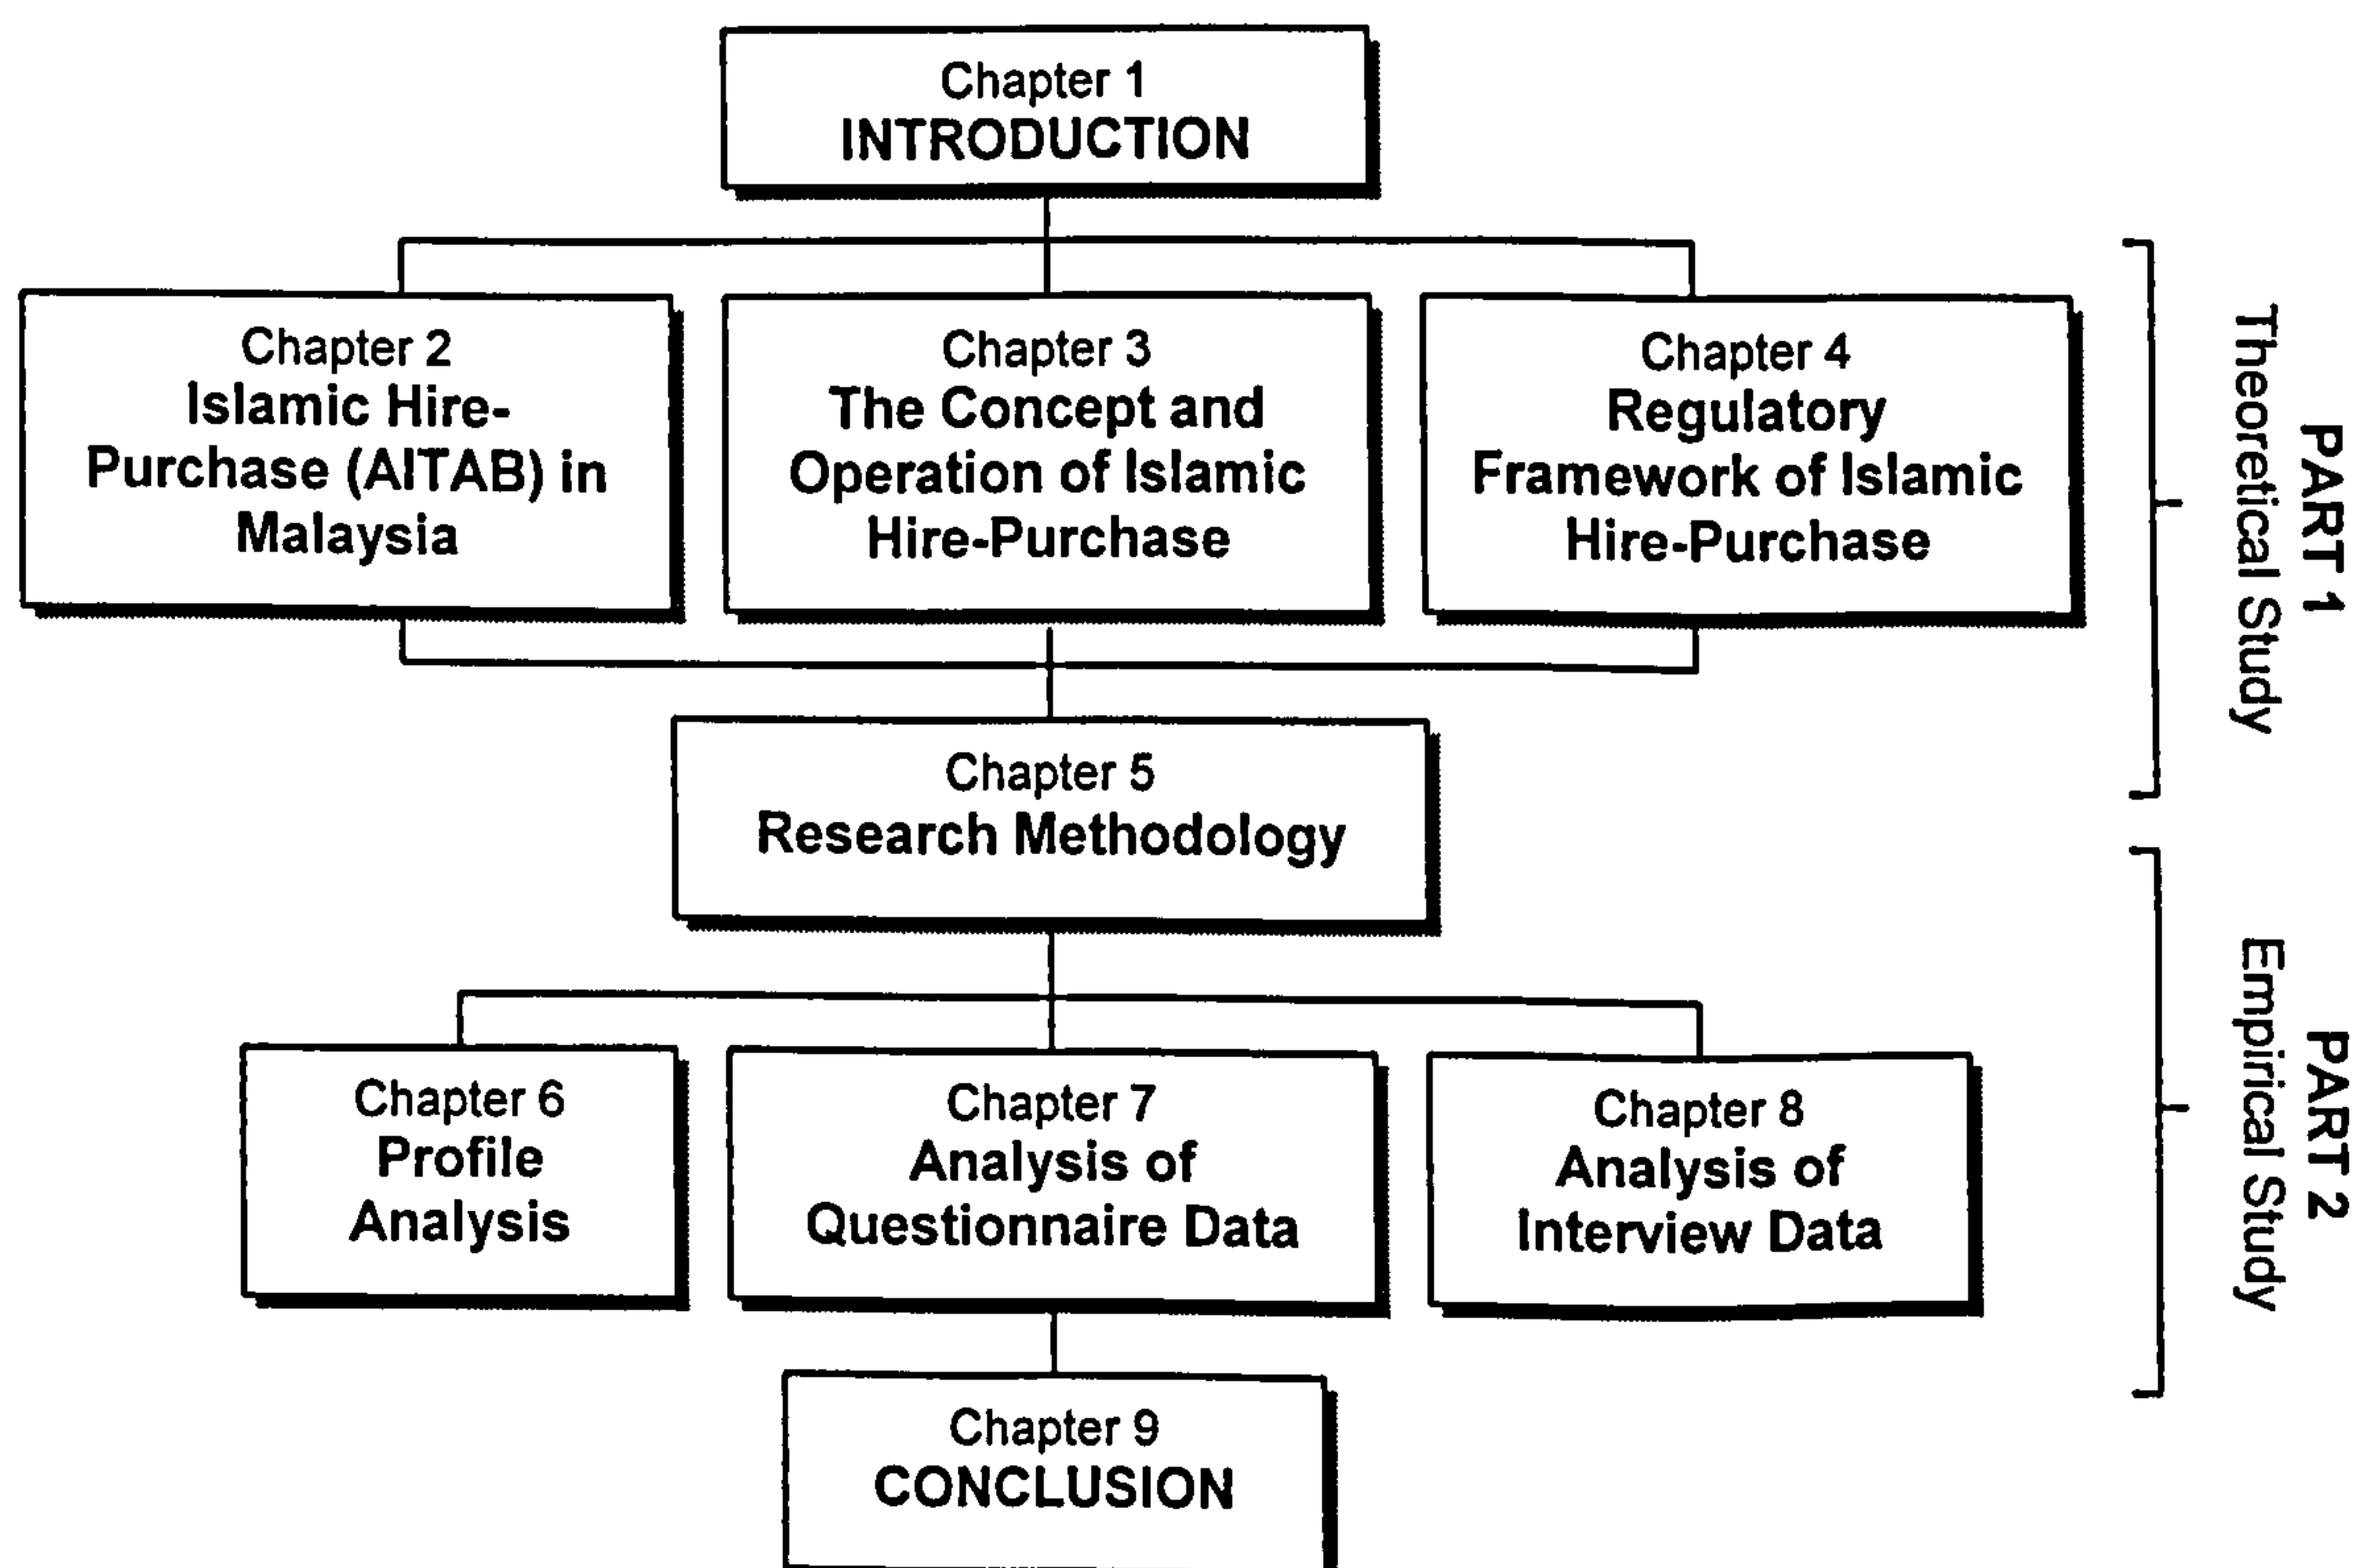 Chapter 1
INTRODUCTION
Chapter 2
Islamic Hire-
Purchase (AITAB) in
Malaysia
Chapter 3
The Concept and
Operation of Islamic
Hire-Purchase
Chapter 4
Regulatory
Framework of Islamic
Hire-Purchase
PART 1
Theoretical Study
Chapter 5
Research Methodology
Chapter 6
Profile
Analysis
Chapter 7
Analysis of
Questionnaire Data
Chapter 8
Analysis of
Interview Data
PART 2
Empirical Study
Chapter 9
CONCLUSION